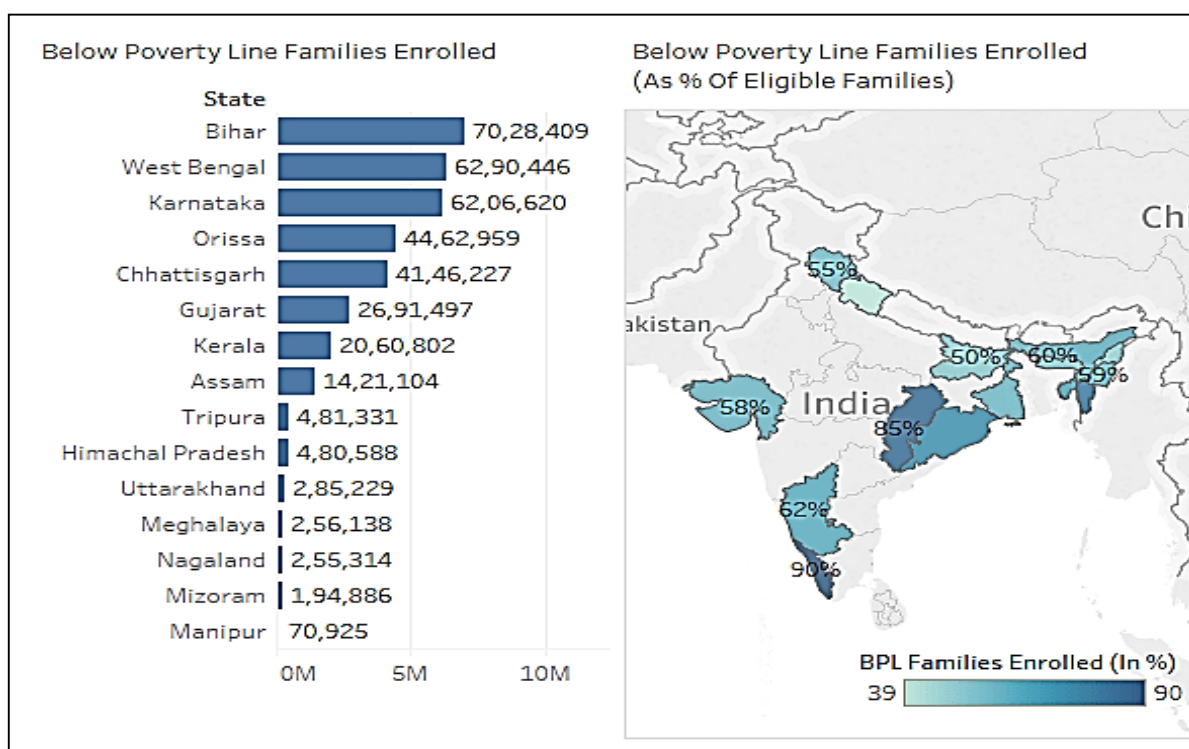 Below Poverty Line Families Enrolled
State
Bihar 70,28,409
West Bengal 62,90,446
Karnataka 62,06,620
Orissa 44,62,959
Chhattisgarh 41,46,227
Gujarat 26,91,497
Kerala 20,60,802
Assam 14,21,104
Tripura 4,81,331
Himachal Pradesh 4,80,588
Uttarakhand 2,85,229
Meghalaya 2,56,138
Nagaland 2,55,314
Mizoram 1,94,886
Manipur 70,925
0M 5M 10M
Below Poverty Line Families Enrolled
(As % Of Eligible Families)
Chi
55%
akistan
50% 60%
59%
58% India
85%
62%
90%
BPL Families Enrolled (In %)
39 90